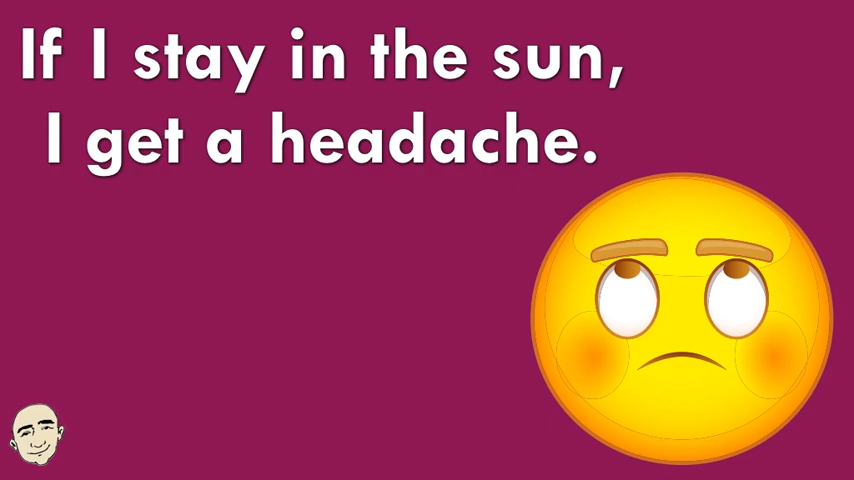 If I stay in the sun,
I get a headache.